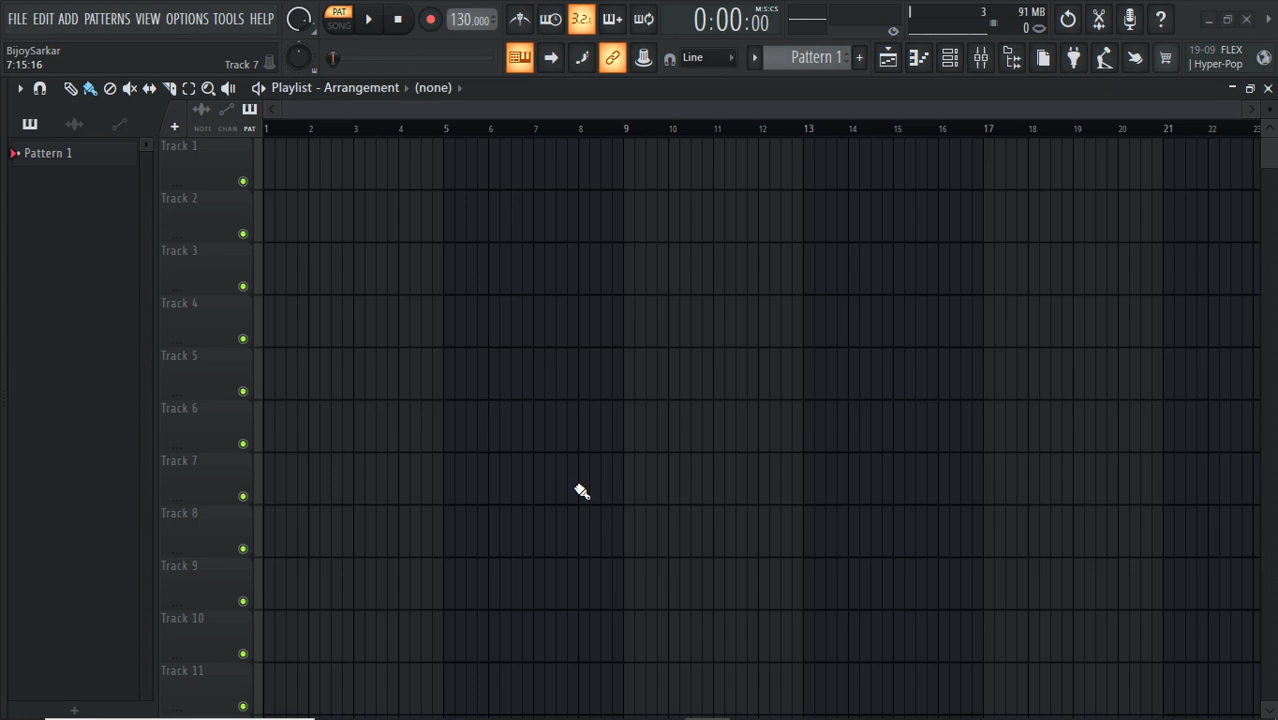 FILE EDIT ADD PATTERNS VIEW OPTIONS TOOLS HELP
PAT
SONG
130.000
3.2:
0:00:00
M:S:CS
3
91 MB
0
BijoySarkar
7:15:16
Track 7
Line
Pattern 1
19-09 FLEX
| Hyper-Pop
Playlist - Arrangement
(none)
NOTE CHAN PAT
1 2 3 4 5 6 7 8 9 10 11 12 13 14 15 16 17 18 19 20 21 22 23
Pattern 1
Track 1
Track 2
Track 3
Track 4
Track 5
Track 6
Track 7
Track 8
Track 9
Track 10
Track 11